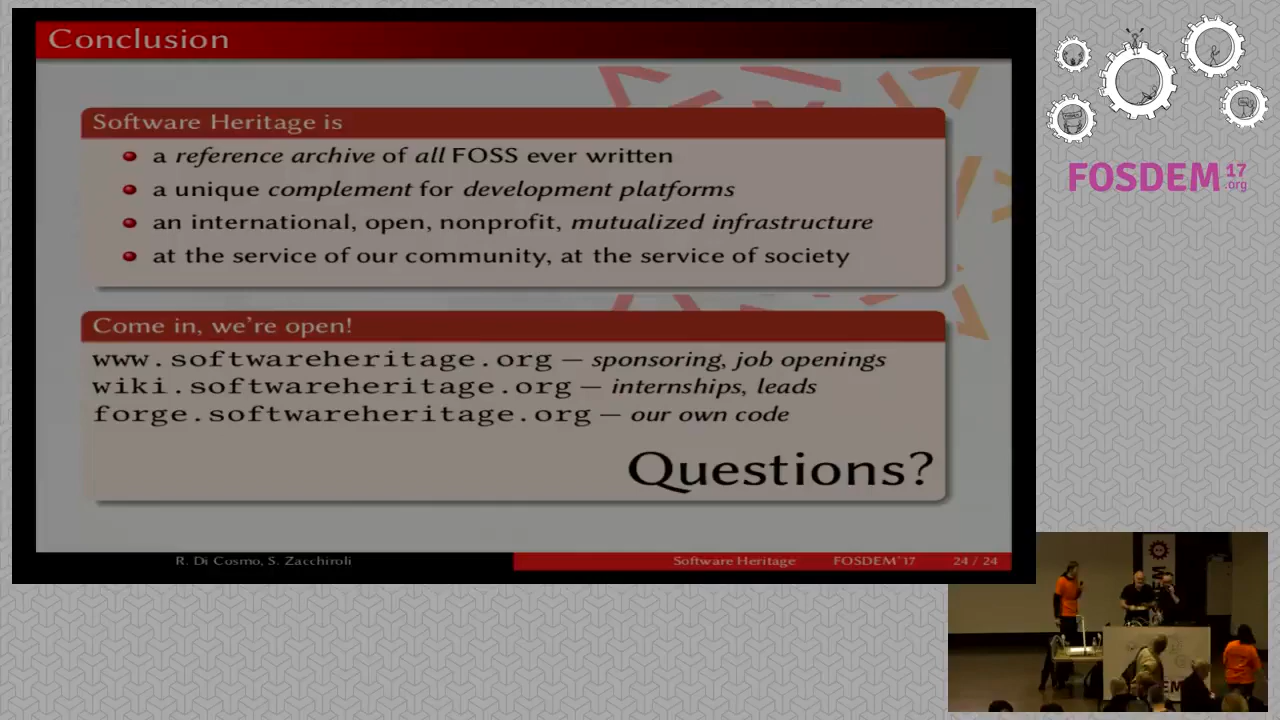 Conclusion
Software Heritage is
a reference archive of all FOSS ever written
a unique complement for development platforms
an international, open, nonprofit, mutualized infrastructure
at the service of our community, at the service of society
Come in, we're open!
www.softwareheritage.org — sponsoring, job openings
wiki.softwareheritage.org — internships, leads
forge.softwareheritage.org — our own code
Questions?
R. Di Cosmo, S. Zacchiroli
Software Heritage FOSDEM'17 24 / 24
FOSDEM 17
.org